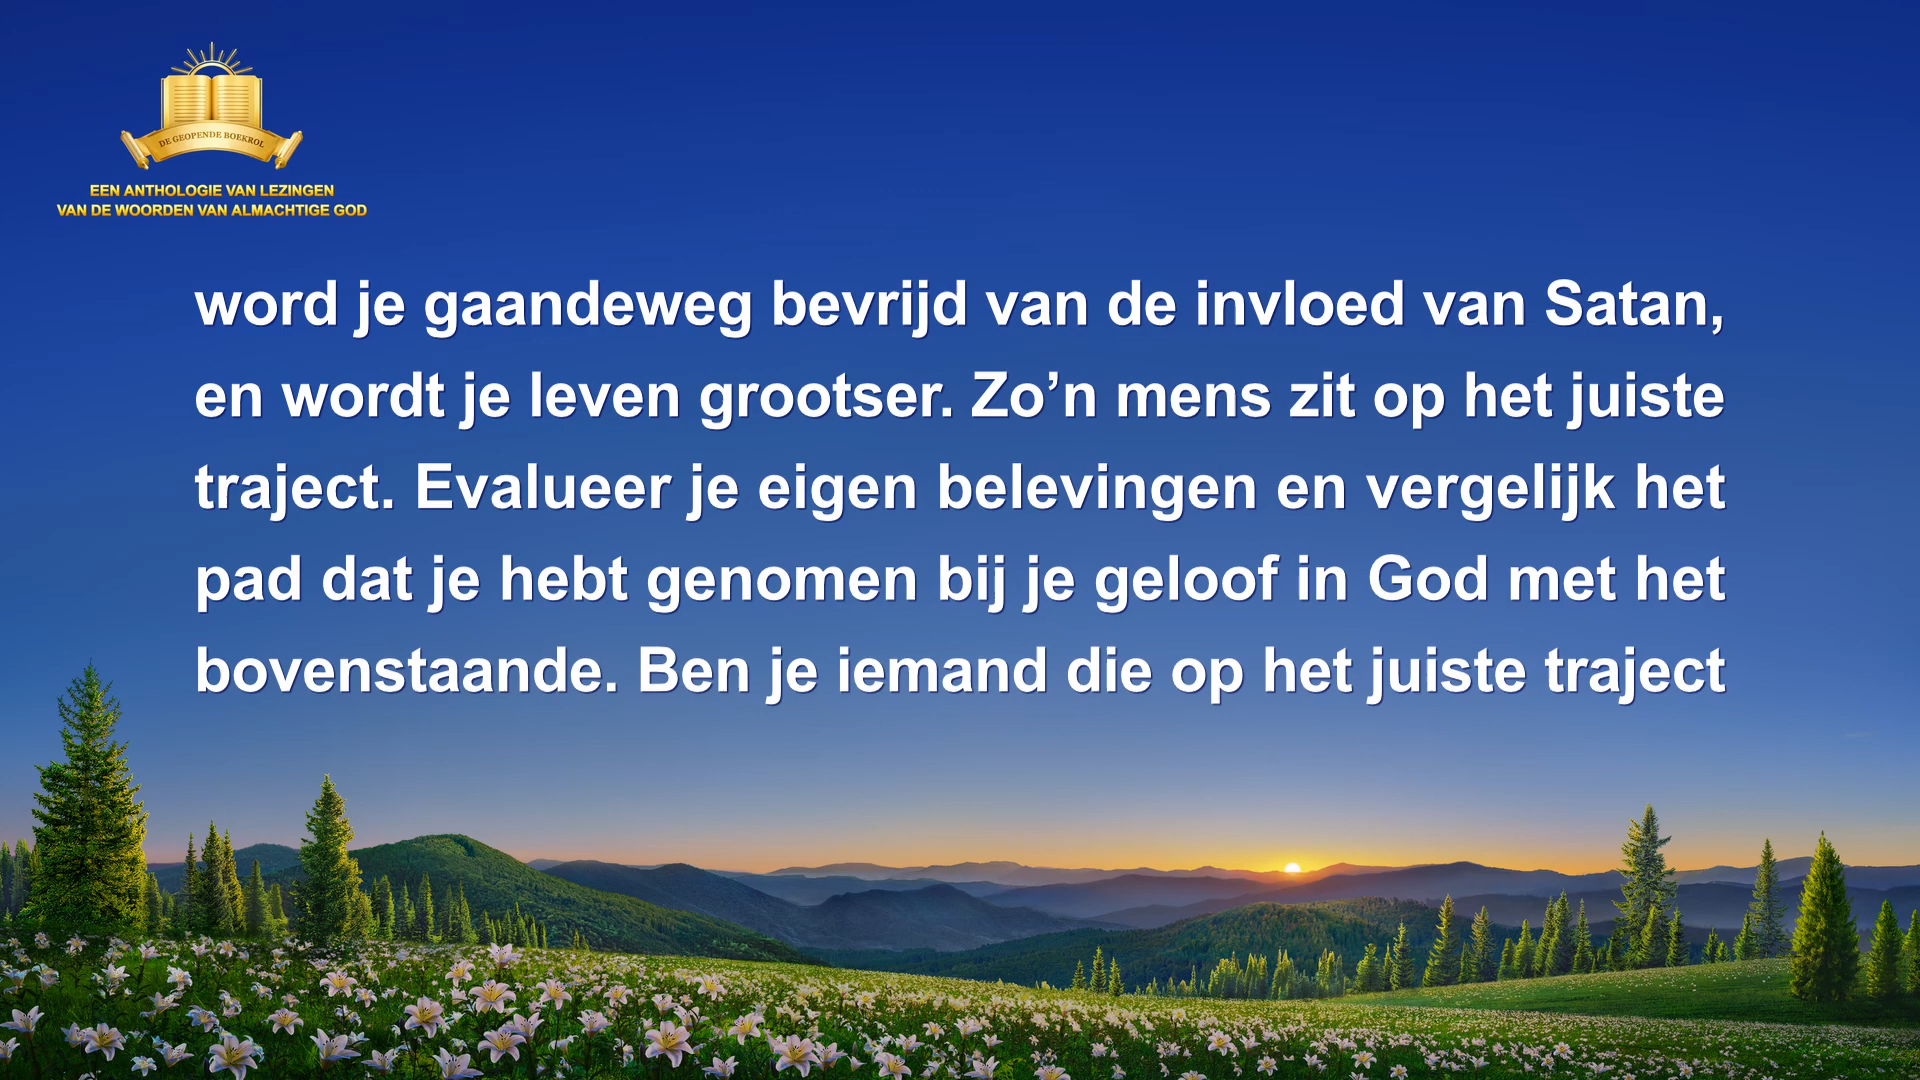 DE GEOPENDE BOEKROL
EEN ANTHOLOGIE VAN LEZINGEN
VAN DE WOORDEN VAN ALMACHTIGE GOD
word je gaandeweg bevrijd van de invloed van Satan,
en wordt je leven grootser. Zo’n mens zit op het juiste
traject. Evalueer je eigen belevingen en vergelijk het
pad dat je hebt genomen bij je geloof in God met het
bovenstaande. Ben je iemand die op het juiste traject